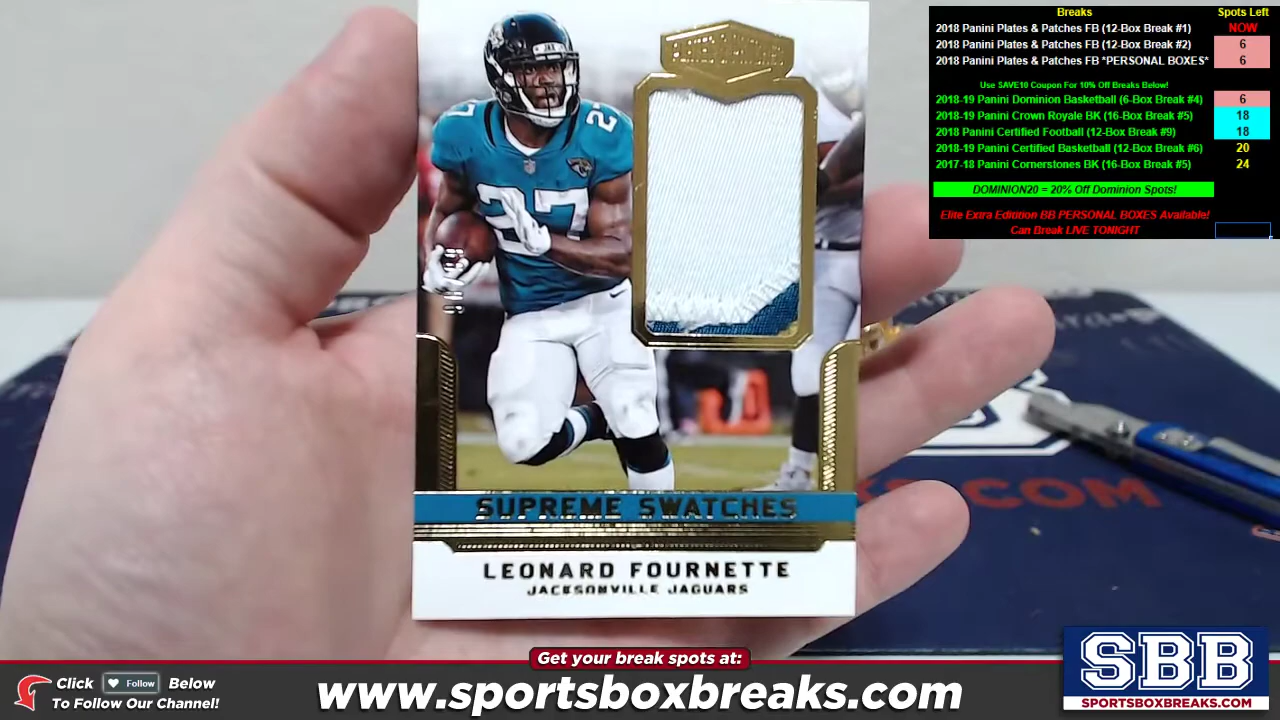 Breaks Spots Left
2018 Panini Plates & Patches FB (12-Box Break #1) NOW
2018 Panini Plates & Patches FB (12-Box Break #2) 6
2018 Panini Plates & Patches FB *PERSONAL BOXES* 6
Use SAVE10 Coupon For 10% Off Breaks Below!
2018-19 Panini Dominion Basketball (6-Box Break #4) 6
2018-19 Panini Crown Royale BK (16-Box Break #5) 18
2018 Panini Certified Football (12-Box Break #9) 18
2018-19 Panini Certified Basketball (12-Box Break #6) 20
2017-18 Panini Cornerstones BK (16-Box Break #5) 24
DOMINION20 = 20% Off Dominion Spots!
Elite Extra Edition BB PERSONAL BOXES Available!
Can Break LIVE TONIGHT
JAX
27
27
SUPREME SWATCHES
LEONARD FOURNETTE
JACKSONVILLE JAGUARS
.COM
Get your break spots at:
Click Follow Below
To Follow Our Channel!
www.sportsboxbreaks.com
SBB
SPORTSBOXBREAKS.COM